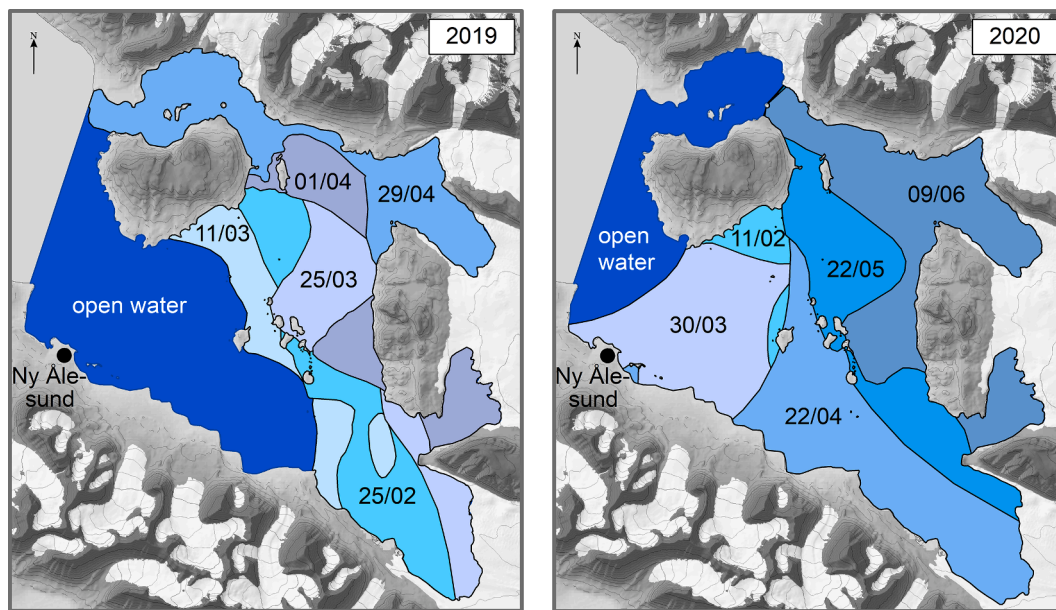 N
2019
01/04
29/04
11/03
25/03
open water
Ny Åle-
sund
25/02
N
2020
09/06
open
water
11/02
22/05
30/03
Ny Åle-
sund
22/04